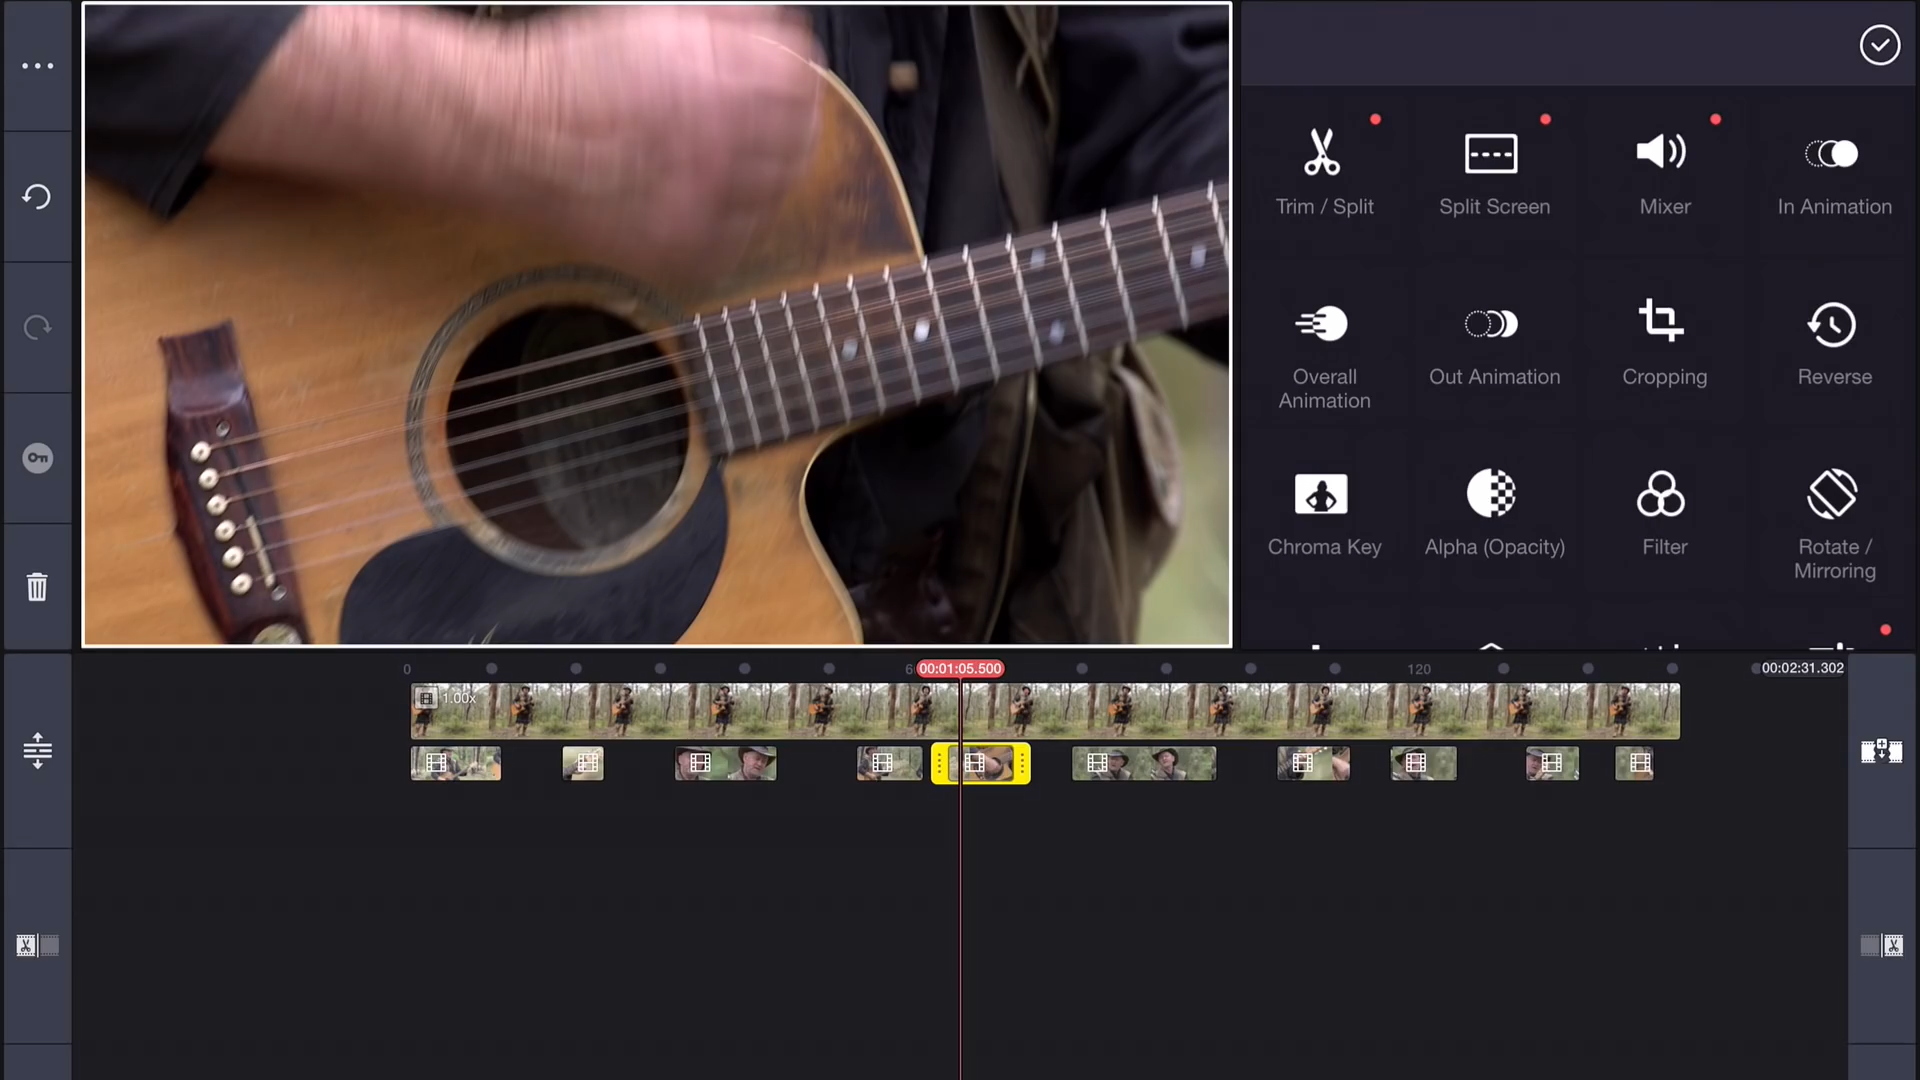 Trim / Split
Split Screen
Mixer
In Animation
Overall
Animation
Out Animation
Cropping
Reverse
Chroma Key
Alpha (Opacity)
Filter
Rotate /
Mirroring
0
6
00:01:05.500
120
00:02:31.302
1.00x